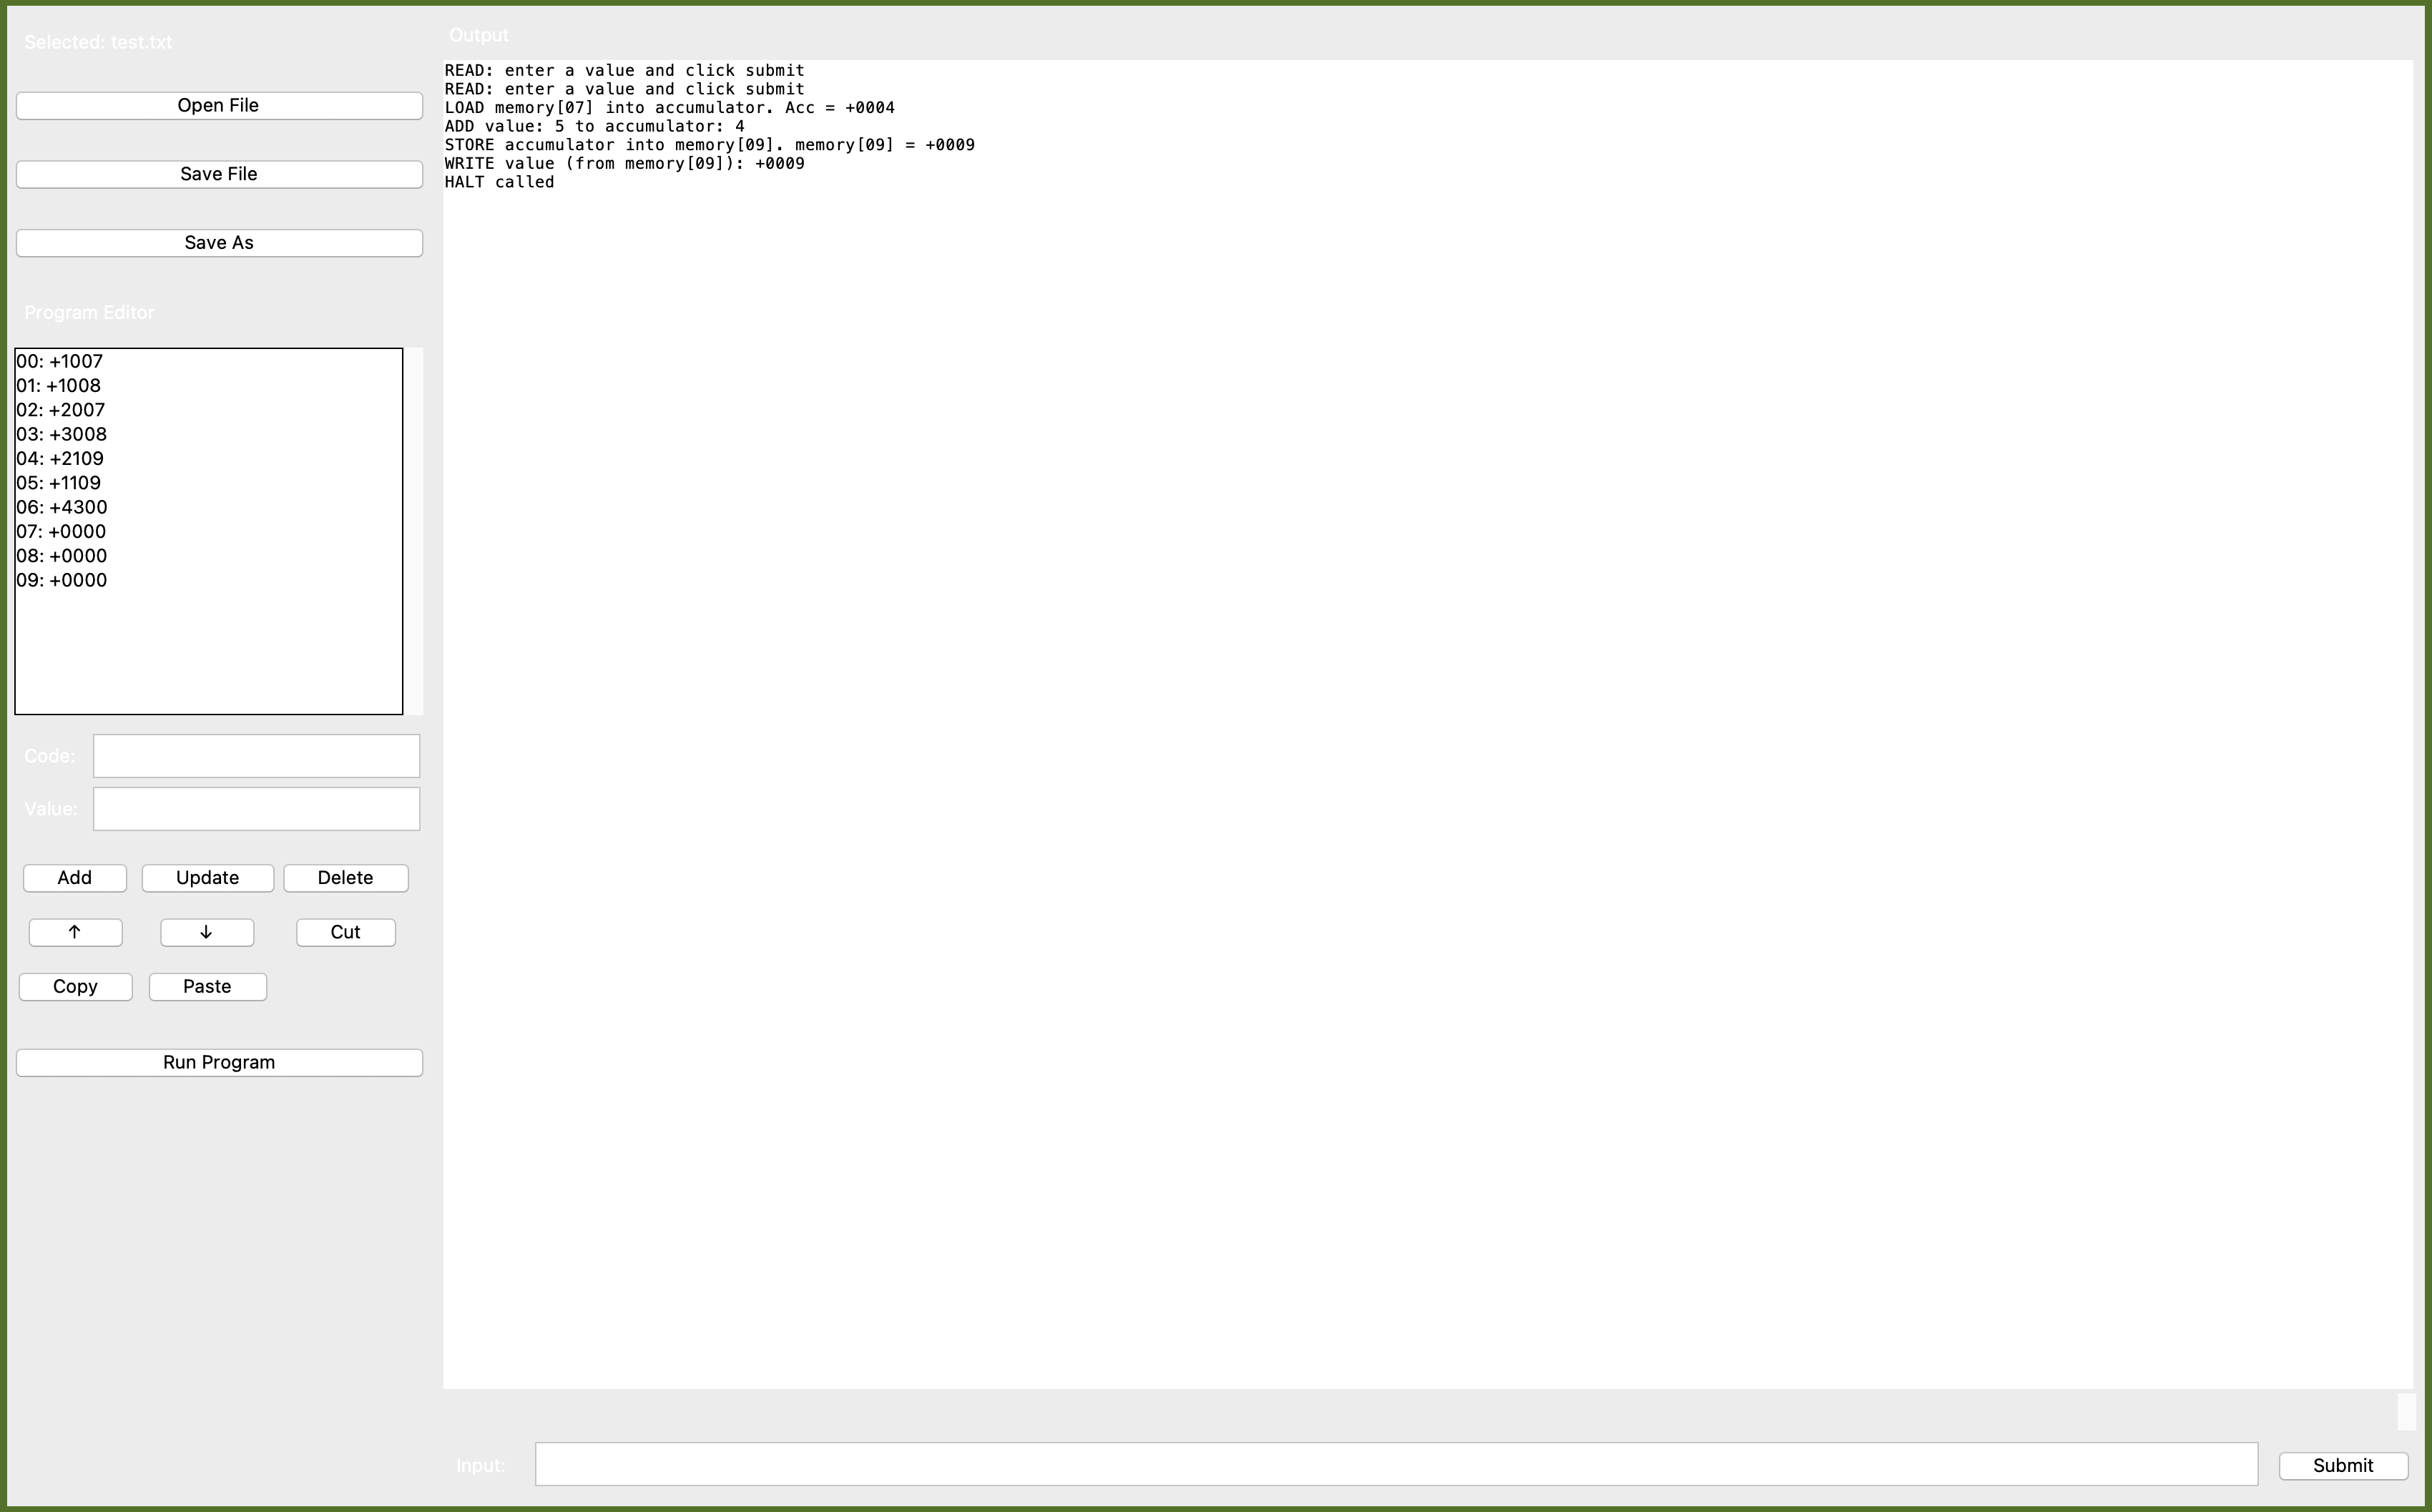 Selected: test.txt
Open File
Save File
Save As
Program Editor
00: +1007
01: +1008
02: +2007
03: +3008
04: +2109
05: +1109
06: +4300
07: +0000
08: +0000
09: +0000
Code:
Value:
Add Update Delete
↑ ↓ Cut
Copy Paste
Run Program
Output
READ: enter a value and click submit
READ: enter a value and click submit
LOAD memory[07] into accumulator. Acc = +0004
ADD value: 5 to accumulator: 4
STORE accumulator into memory[09]. memory[09] = +0009
WRITE value (from memory[09]): +0009
HALT called
Input: Submit